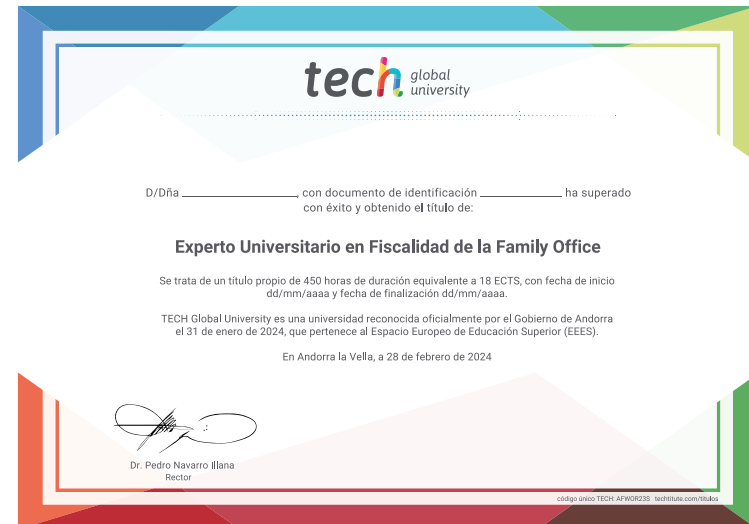 tech global
university
D/Dña ____________________, con documento de identificación ______________ ha superado
con éxito y obtenido el título de:
Experto Universitario en Fiscalidad de la Family Office
Se trata de un título propio de 450 horas de duración equivalente a 18 ECTS, con fecha de inicio
dd/mm/aaaa y fecha de finalización dd/mm/aaaa.
TECH Global University es una universidad reconocida oficialmente por el Gobierno de Andorra
el 31 de enero de 2024, que pertenece al Espacio Europeo de Educación Superior (EEES).
En Andorra la Vella, a 28 de febrero de 2024
Dr. Pedro Navarro Illana
Rector
código único TECH: AFWOR23S techtitute.com/titulos